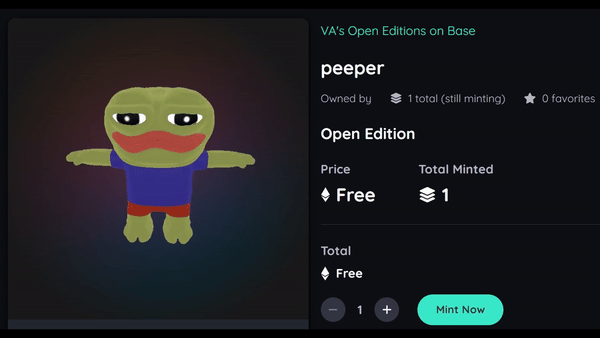 VA's Open Editions on Base
peeper
Owned by 1 total (still minting) 0 favorites
Open Edition
Price Total Minted
Free 1
Total
Free
1 Mint Now